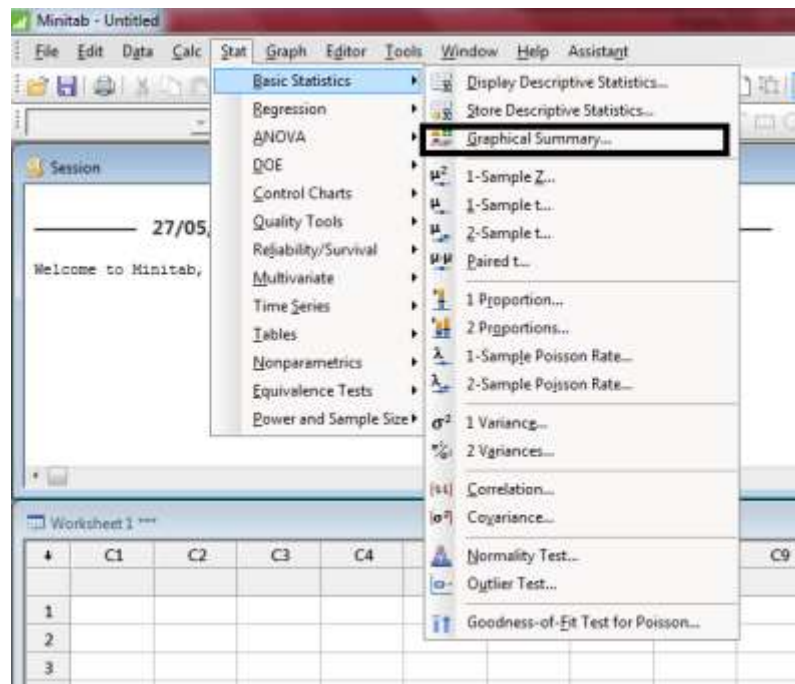 Minitab - Untitled
File Edit Data Calc Stat Graph Editor Tools Window Help Assistant
Basic Statistics
Regression
ANOVA
DOE
Control Charts
Quality Tools
Reliability/Survival
Multivariate
Time Series
Tables
Nonparametrics
Equivalence Tests
Power and Sample Size
Display Descriptive Statistics...
Store Descriptive Statistics...
Graphical Summary...
μ² 1-Sample Z...
μ 1-Sample t...
μ 2-Sample t...
μμ Paired t...
1 Proportion...
2 Proportions...
λ 1-Sample Poisson Rate...
λ 2-Sample Poisson Rate...
σ² 1 Variance...
2 Variances...
Correlation...
Covariance...
Normality Test...
Outlier Test...
Goodness-of-Fit Test for Poisson...
Session
27/05/
Welcome to Minitab,
Worksheet 1 ***
C1 C2 C3 C4 C9
1
2
3